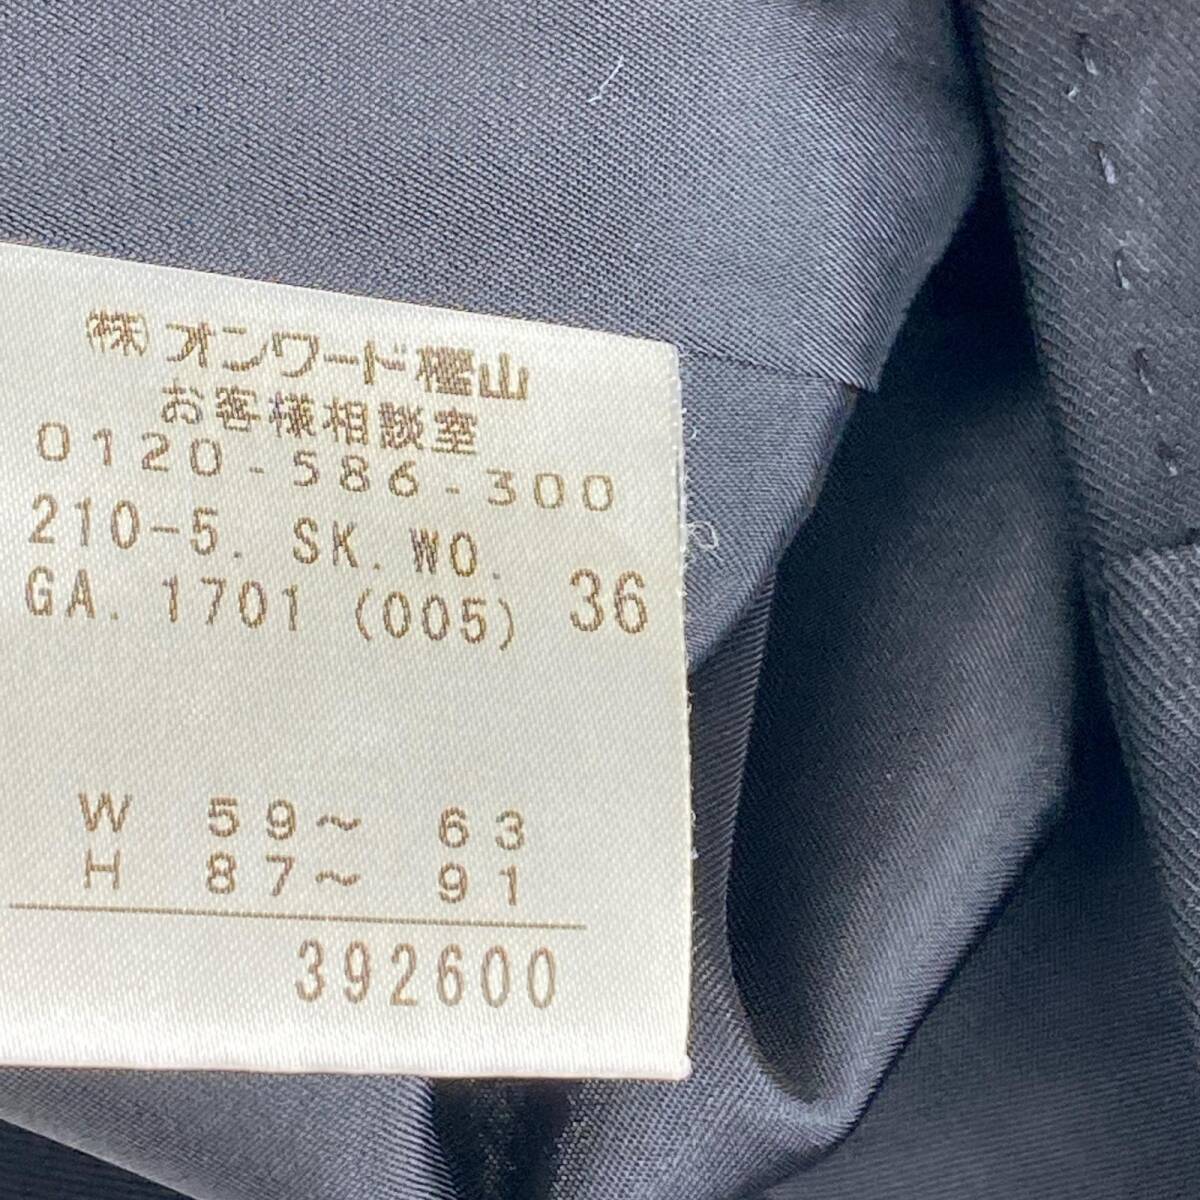 ㈱オンワード樫山
お客様相談室
0120-586-300
210-5. SK. WO.
GA. 1701 (005) 36
W 59～ 63
H 87～ 91
392600